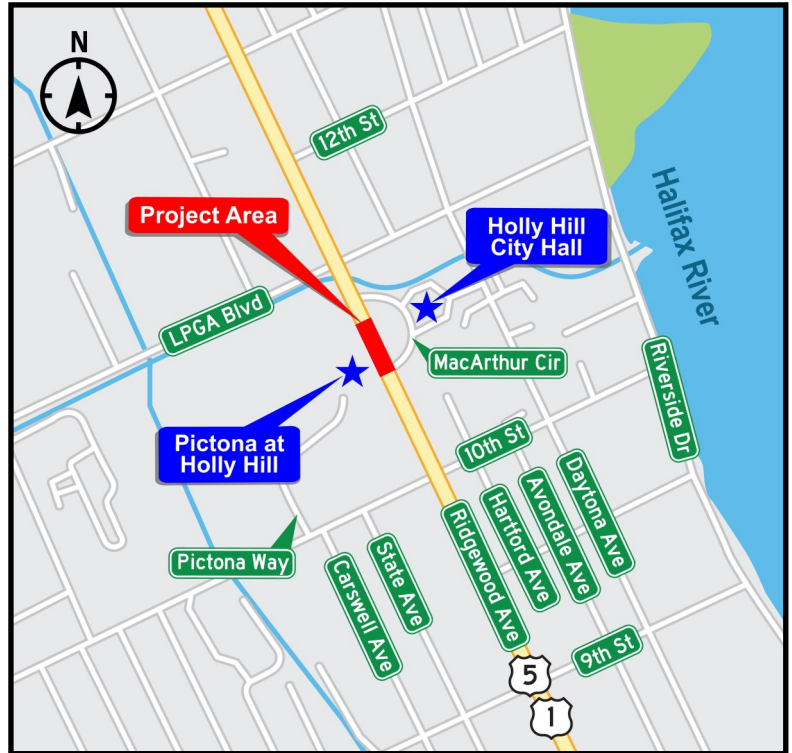 N
12th St
Project Area
Holly Hill
City Hall
Halifax River
LPGA Blvd
MacArthur Cir
Riverside Dr
Pictona at
Holly Hill
10th St
Daytona Ave
Avondale Ave
Hartford Ave
Ridgewood Ave
Pictona Way
State Ave
Carswell Ave
9th St
5
1